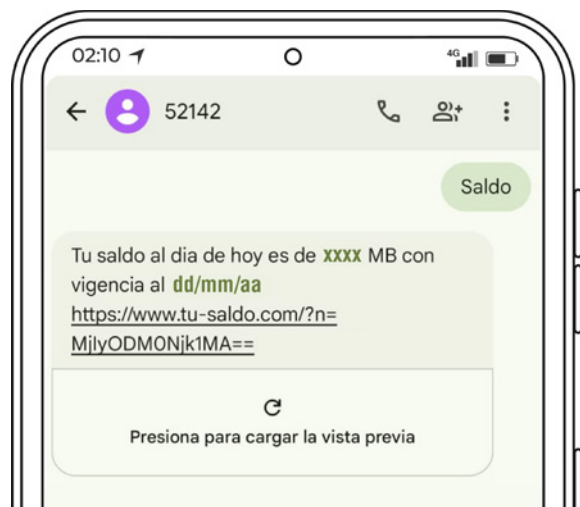 02:10
4G
52142
Saldo
Tu saldo al dia de hoy es de xxxx MB con
vigencia al dd/mm/aa
https://www.tu-saldo.com/?n=
MjIyODM0Njk1MA==
Presiona para cargar la vista previa